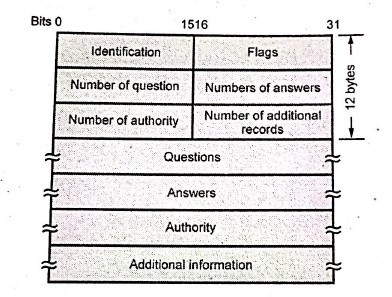 Bits 0 1516 31
Identification Flags
Number of question Numbers of answers
Number of authority Number of additional
records
12 bytes
Questions
Answers
Authority
Additional information